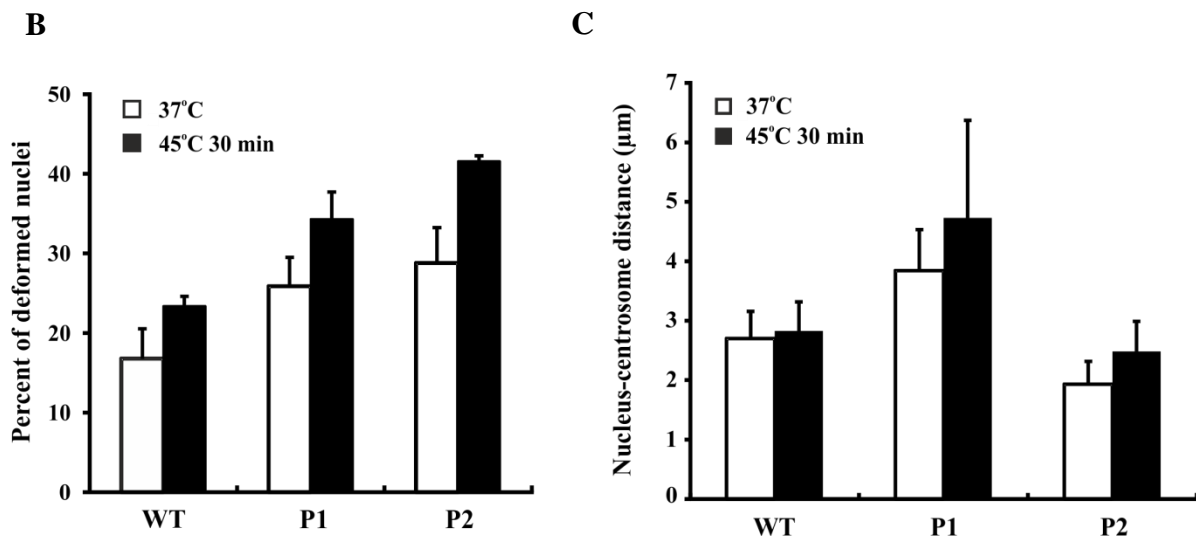 B
Percent of deformed nuclei
50
40
30
20
10
0
37°C
45°C 30 min
WT P1 P2
C
Nucleus-centrosome distance (µm)
7
6
5
4
3
2
1
0
37°C
45°C 30 min
WT P1 P2